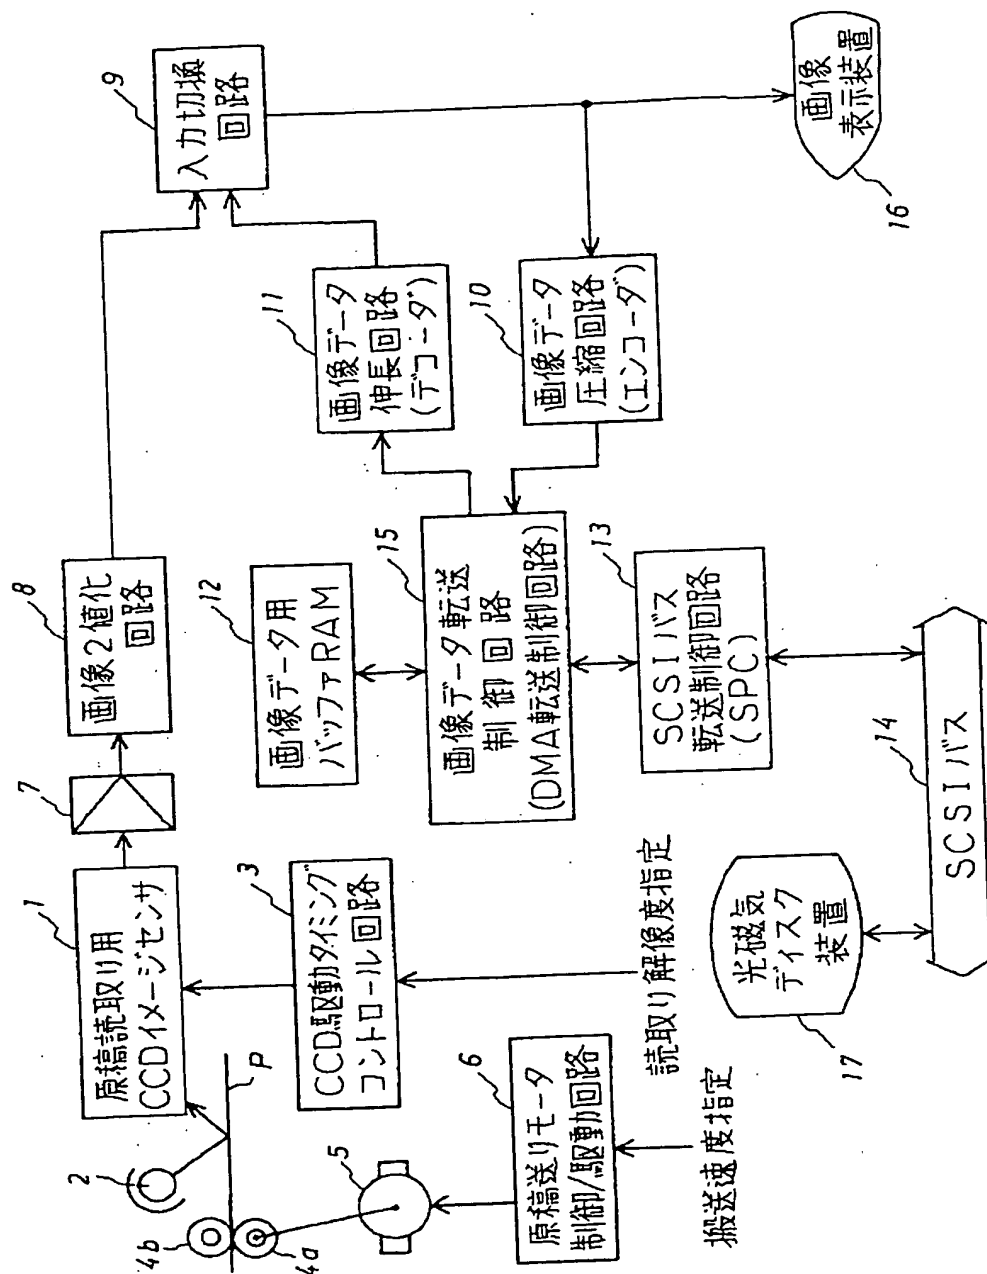 1
原稿読取り用
CCDイメージセンサ
7
8
画像2値化
回路
9
入力切換
回路
2
P
4b
4a
5
3
CCD駆動タイミング
コントロール回路
6
原稿送りモータ
制御/駆動回路
搬送速度指定
読取り解像度指定
12
画像データ用
バッファRAM
11
画像データ
伸長回路
(デコーダ)
15
画像データ転送
制御回路
(DMA転送制御回路)
10
画像データ
圧縮回路
(エンコーダ)
13
SCSIバス
転送制御回路
(SPC)
光磁気
ディスク
装置
17
14
SCSIバス
画像
表示装置
16